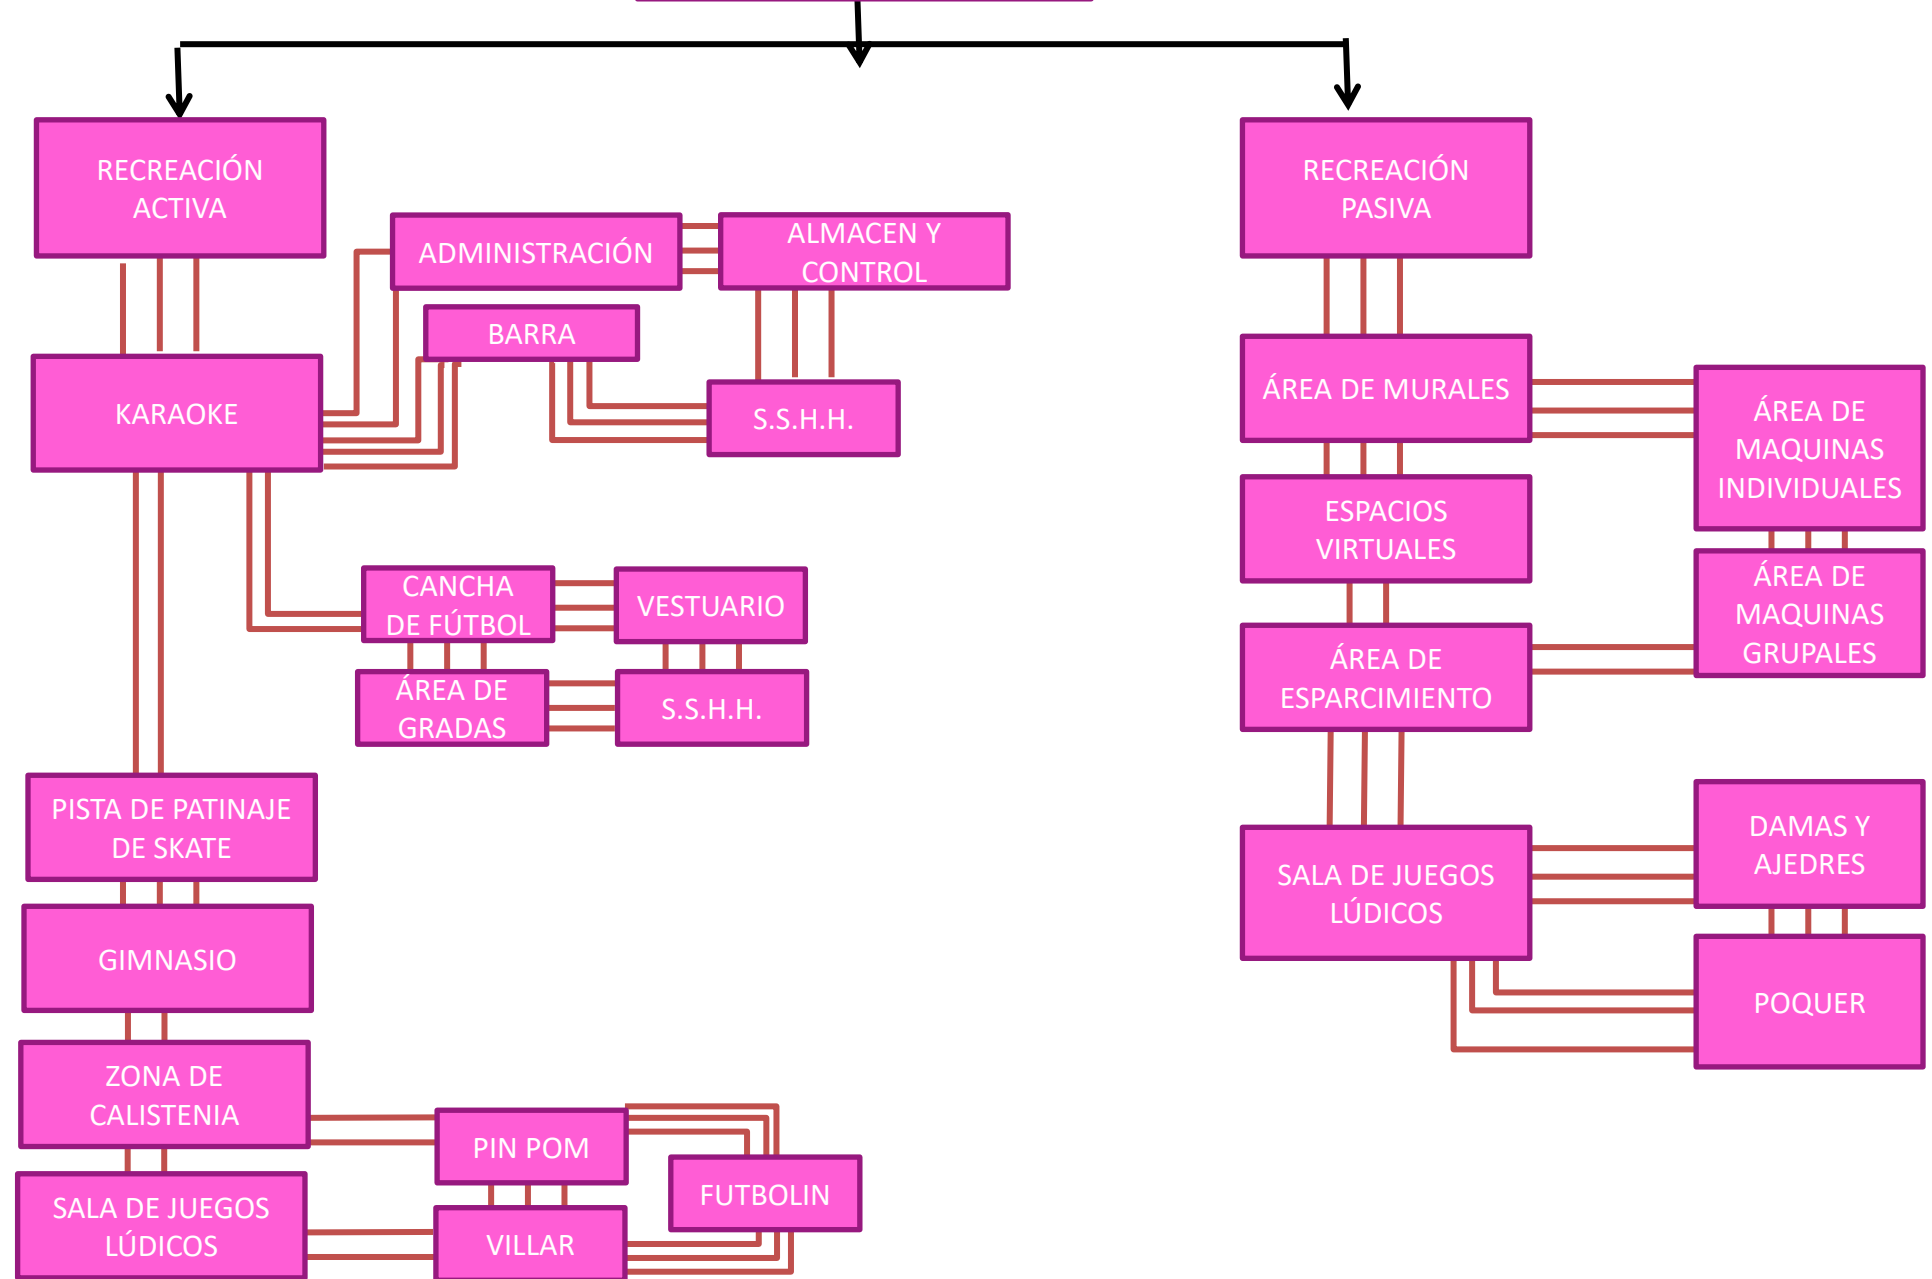 RECREACIÓN
ACTIVA
ADMINISTRACIÓN
ALMACEN Y
CONTROL
BARRA
KARAOKE
S.S.H.H.
CANCHA
DE FÚTBOL
VESTUARIO
ÁREA DE
GRADAS
S.S.H.H.
PISTA DE PATINAJE
DE SKATE
GIMNASIO
ZONA DE
CALISTENIA
PIN POM
FUTBOLIN
SALA DE JUEGOS
LÚDICOS
VILLAR
RECREACIÓN
PASIVA
ÁREA DE MURALES
ÁREA DE
MAQUINAS
INDIVIDUALES
ESPACIOS
VIRTUALES
ÁREA DE
MAQUINAS
GRUPALES
ÁREA DE
ESPARCIMIENTO
DAMAS Y
AJEDRES
SALA DE JUEGOS
LÚDICOS
POQUER